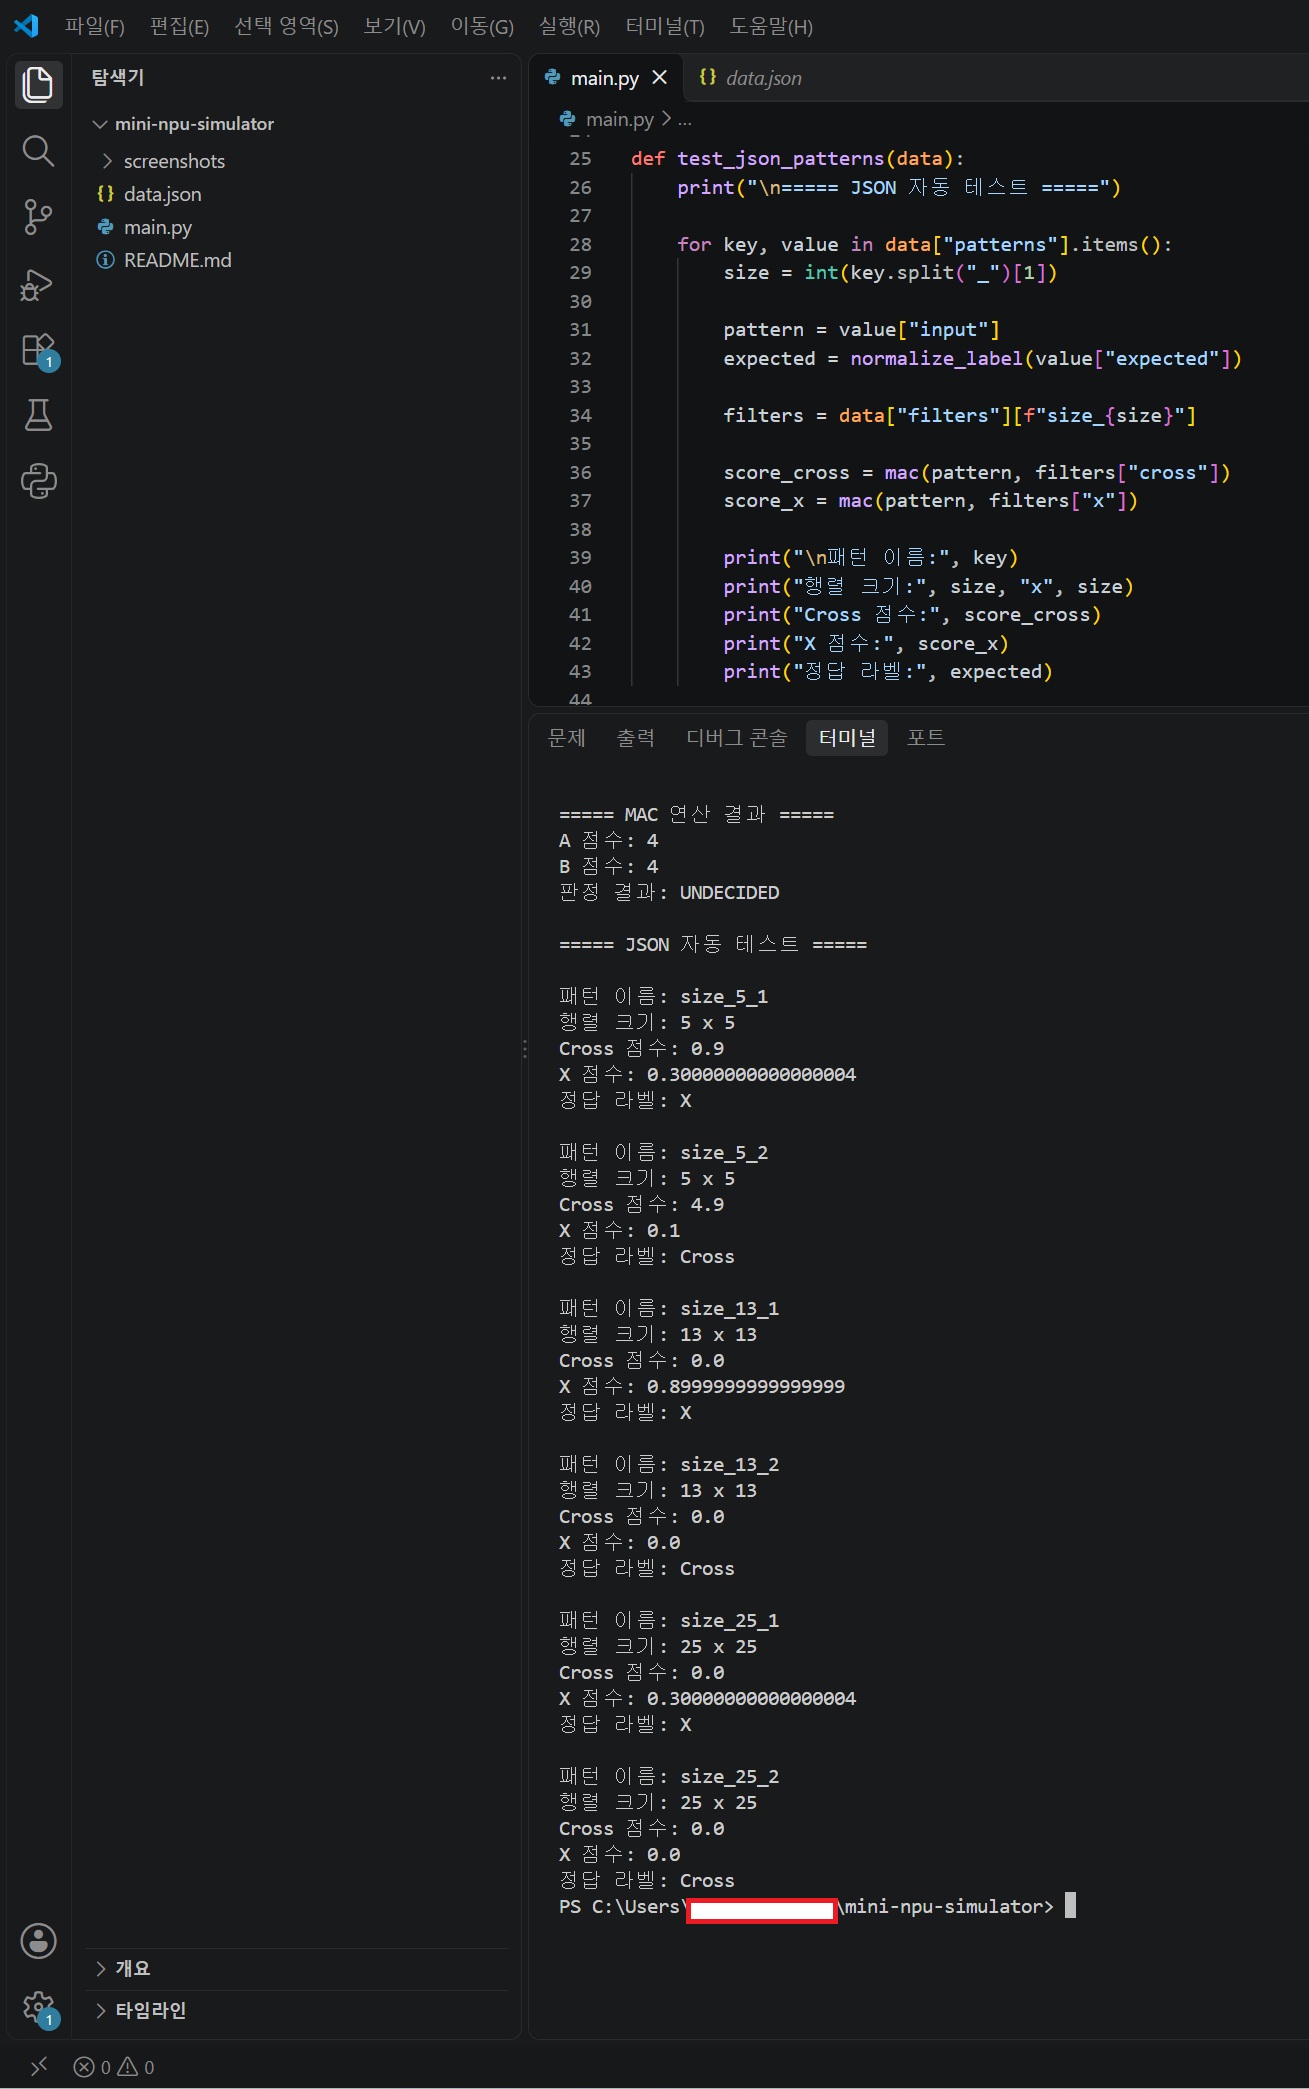 파일(F) 편집(E) 선택 영역(S) 보기(V) 이동(G) 실행(R) 터미널(T) 도움말(H)
탐색기
mini-npu-simulator
screenshots
{} data.json
main.py
README.md
1
개요
타임라인
1
0 0
main.py {} data.json
main.py > ...
25 def test_json_patterns(data):
26 print("\n===== JSON 자동 테스트 =====")
27
28 for key, value in data["patterns"].items():
29 size = int(key.split("_")[1])
30
31 pattern = value["input"]
32 expected = normalize_label(value["expected"])
33
34 filters = data["filters"][f"size_{size}"]
35
36 score_cross = mac(pattern, filters["cross"])
37 score_x = mac(pattern, filters["x"])
38
39 print("\n패턴 이름:", key)
40 print("행렬 크기:", size, "x", size)
41 print("Cross 점수:", score_cross)
42 print("X 점수:", score_x)
43 print("정답 라벨:", expected)
44
문제 출력 디버그 콘솔 터미널 포트
===== MAC 연산 결과 =====
A 점수: 4
B 점수: 4
판정 결과: UNDECIDED
===== JSON 자동 테스트 =====
패턴 이름: size_5_1
행렬 크기: 5 x 5
Cross 점수: 0.9
X 점수: 0.30000000000000004
정답 라벨: X
패턴 이름: size_5_2
행렬 크기: 5 x 5
Cross 점수: 4.9
X 점수: 0.1
정답 라벨: Cross
패턴 이름: size_13_1
행렬 크기: 13 x 13
Cross 점수: 0.0
X 점수: 0.8999999999999999
정답 라벨: X
패턴 이름: size_13_2
행렬 크기: 13 x 13
Cross 점수: 0.0
X 점수: 0.0
정답 라벨: Cross
패턴 이름: size_25_1
행렬 크기: 25 x 25
Cross 점수: 0.0
X 점수: 0.30000000000000004
정답 라벨: X
패턴 이름: size_25_2
행렬 크기: 25 x 25
Cross 점수: 0.0
X 점수: 0.0
정답 라벨: Cross
PS C:\Users\ \mini-npu-simulator>